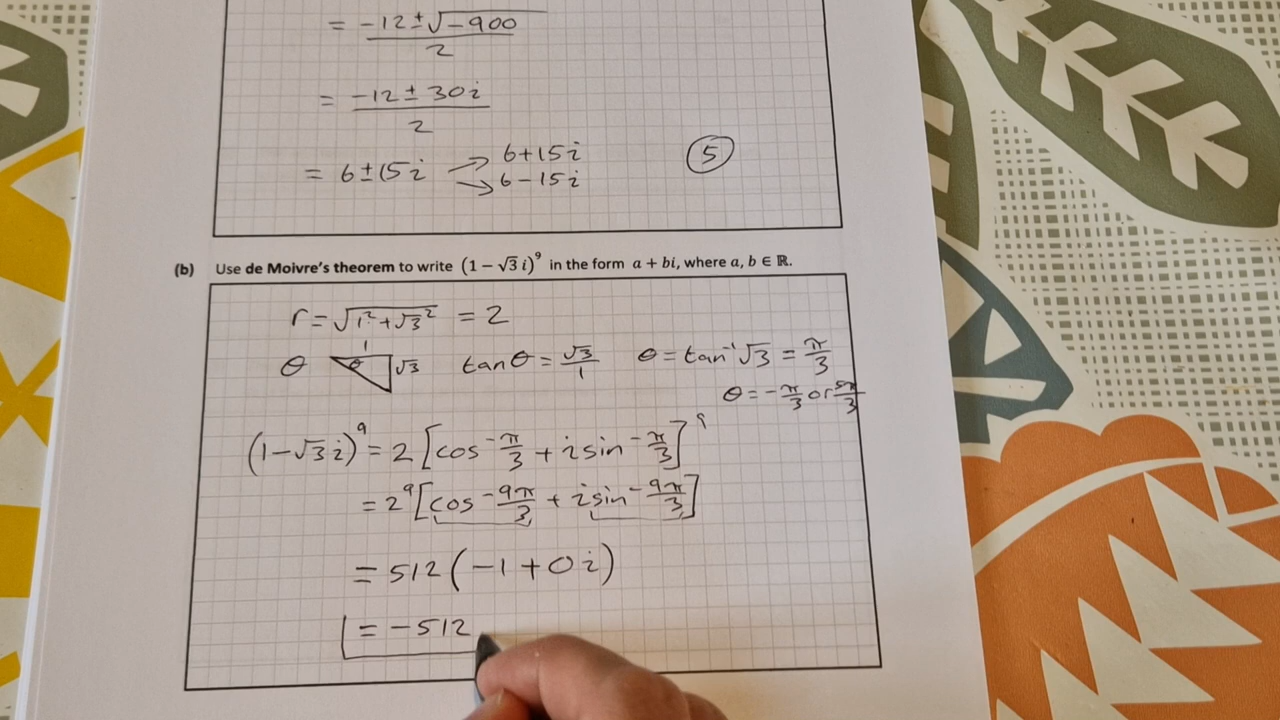 = -12 ± √-900 / 2
= -12 ± 30i / 2
= 6 ± 15i → 6+15i
→ 6-15i
5
(b) Use de Moivre's theorem to write (1 − √3 i)⁹ in the form a + bi, where a, b ∈ ℝ.
r = √1² + √3² = 2
θ 1 θ √3 tanθ = √3/1 θ = tan⁻¹√3 = π/3
θ = -π/3 or 5π/3
(1-√3i)⁹ = 2[cos -π/3 + i sin -π/3]⁹
= 2⁹[cos -9π/3 + i sin -9π/3]
= 512(-1+0i)
= -512